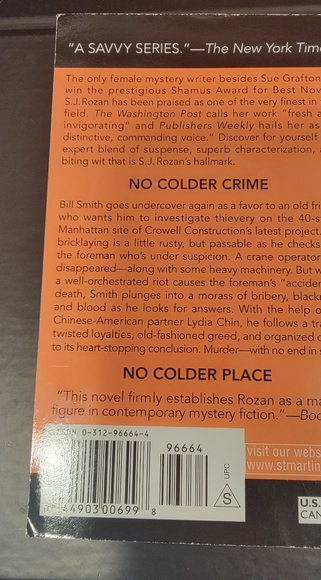 "A SAVVY SERIES."—The New York Time
The only female mystery writer besides Sue Grafton
win the prestigious Shamus Award for Best Nov
S.J. Rozan has been praised as one of the very finest in
field. The Washington Post calls her work "fresh a
invigorating" and Publishers Weekly hails her as
distinctive, commanding voice." Discover for yourself
expert blend of suspense, superb characterization, a
biting wit that is S.J. Rozan's hallmark.
NO COLDER CRIME
Bill Smith goes undercover again as a favor to an old fri
who wants him to investigate thievery on the 40-s
Manhattan site of Crowell Construction's latest project.
bricklaying is a little rusty, but passable as he checks
the foreman who's under suspicion. A crane operator
disappeared—along with some heavy machinery. But w
a well-orchestrated riot causes the foreman's "accider
death, Smith plunges into a morass of bribery, blackm
and blood as he looks for answers. With the help o
Chinese-American partner Lydia Chin, he follows a tra
twisted loyalties, old-fashioned greed, and organized c
to its heart-stopping conclusion. Murder—with no end in s
NO COLDER PLACE
"This novel firmly establishes Rozan as a ma
figure in contemporary mystery fiction."—Boo
ISBN 0-312-96664-4
96664
UPC
S
44903 00699 8
visit our webs
www.stmartin
U.S.
CAN